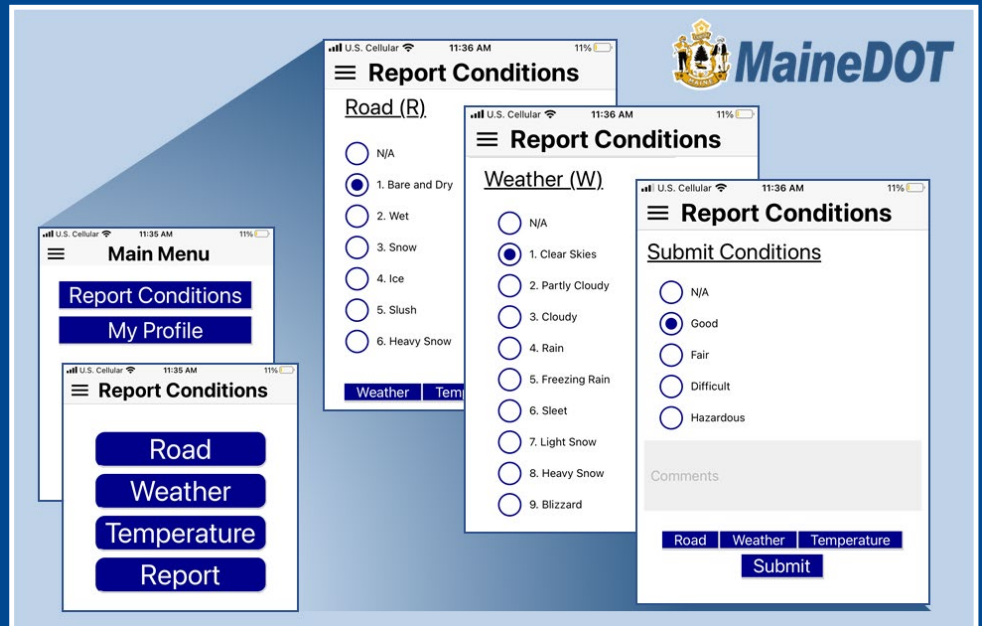 MaineDOT
MAINE
U.S. Cellular 11:35 AM 11%
Main Menu
Report Conditions
My Profile
U.S. Cellular 11:35 AM 11%
Report Conditions
Road
Weather
Temperature
Report
U.S. Cellular 11:36 AM 11%
Report Conditions
Road (R)
N/A
1. Bare and Dry
2. Wet
3. Snow
4. Ice
5. Slush
6. Heavy Snow
Weather Temp
U.S. Cellular 11:36 AM 11%
Report Conditions
Weather (W)
N/A
1. Clear Skies
2. Partly Cloudy
3. Cloudy
4. Rain
5. Freezing Rain
6. Sleet
7. Light Snow
8. Heavy Snow
9. Blizzard
U.S. Cellular 11:36 AM 11%
Report Conditions
Submit Conditions
N/A
Good
Fair
Difficult
Hazardous
Comments
Road Weather Temperature
Submit